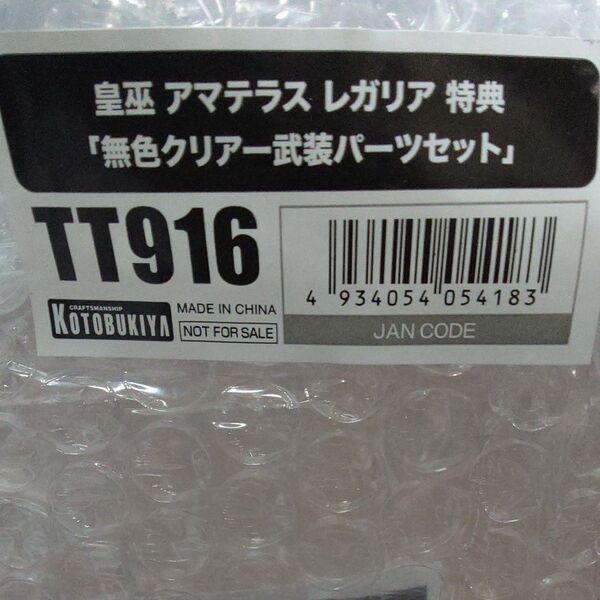 皇巫 アマテラス レガリア 特典
「無色クリアー武装パーツセット」
TT916
4 934054 054183
CRAFTSMANSHIP
KOTOBUKIYA
MADE IN CHINA
NOT FOR SALE
JAN CODE